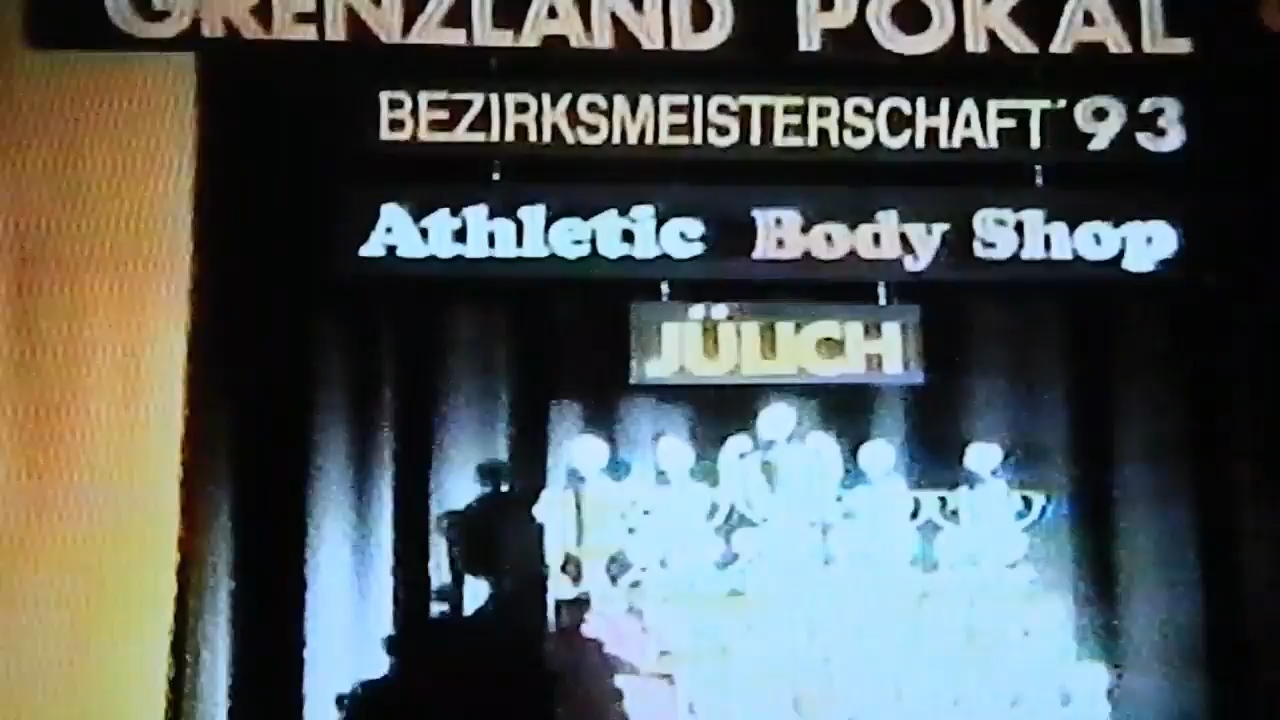 GRENZLAND POKAL
BEZIRKSMEISTERSCHAFT'93
Athletic Body Shop
JÜLICH